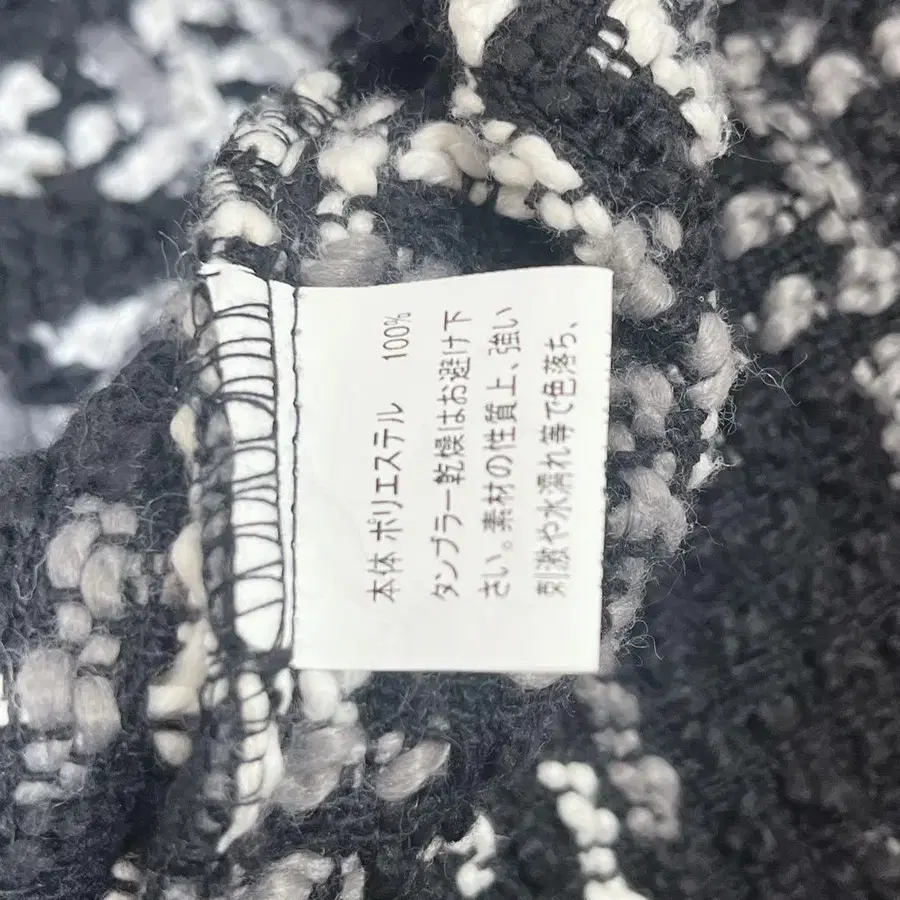 本体 ポリエステル 100%
タンブラー乾燥はお避け下
さい。素材の性質上、強い
刺激や水濡れ等で色落ち、